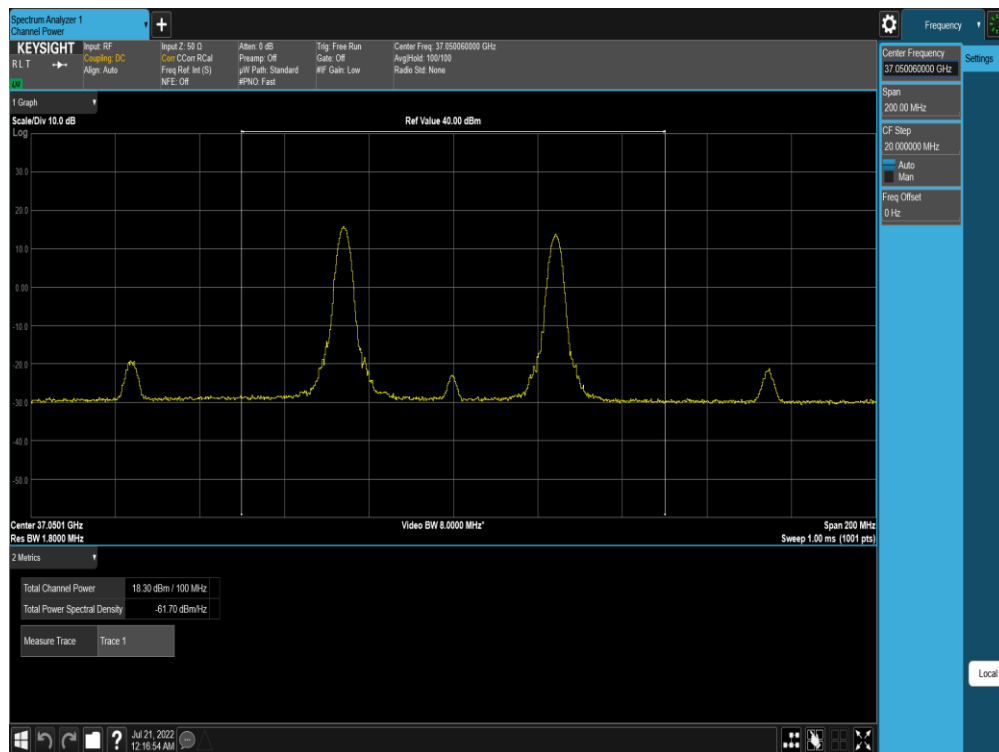 Spectrum Analyzer 1
Channel Power
+
Frequency
KEYSIGHT
RLT
Input: RF
Coupling: DC
Align: Auto
Input Z: 50 Ω
Corr CCorr RCal
Freq Ref: Int (S)
NFE: Off
Atten: 0 dB
Preamp: Off
µW Path: Standard
#PNO: Fast
Trig: Free Run
Gate: Off
#IF Gain: Low
Center Freq: 37.050060000 GHz
Avg|Hold: 100/100
Radio Std: None
Center Frequency
37.050060000 GHz
Settings
Span
200.00 MHz
CF Step
20.000000 MHz
Auto
Man
Freq Offset
0 Hz
1 Graph
Scale/Div 10.0 dB
Ref Value 40.00 dBm
Log
30.0
20.0
10.0
0.00
-10.0
-20.0
-30.0
-40.0
-50.0
Center 37.0501 GHz
Video BW 8.0000 MHz*
Span 200 MHz
Res BW 1.8000 MHz
Sweep 1.00 ms (1001 pts)
2 Metrics
Total Channel Power 18.30 dBm / 100 MHz
Total Power Spectral Density -61.70 dBm/Hz
Measure Trace Trace 1
Local
?
Jul 21, 2022
12:16:54 AM